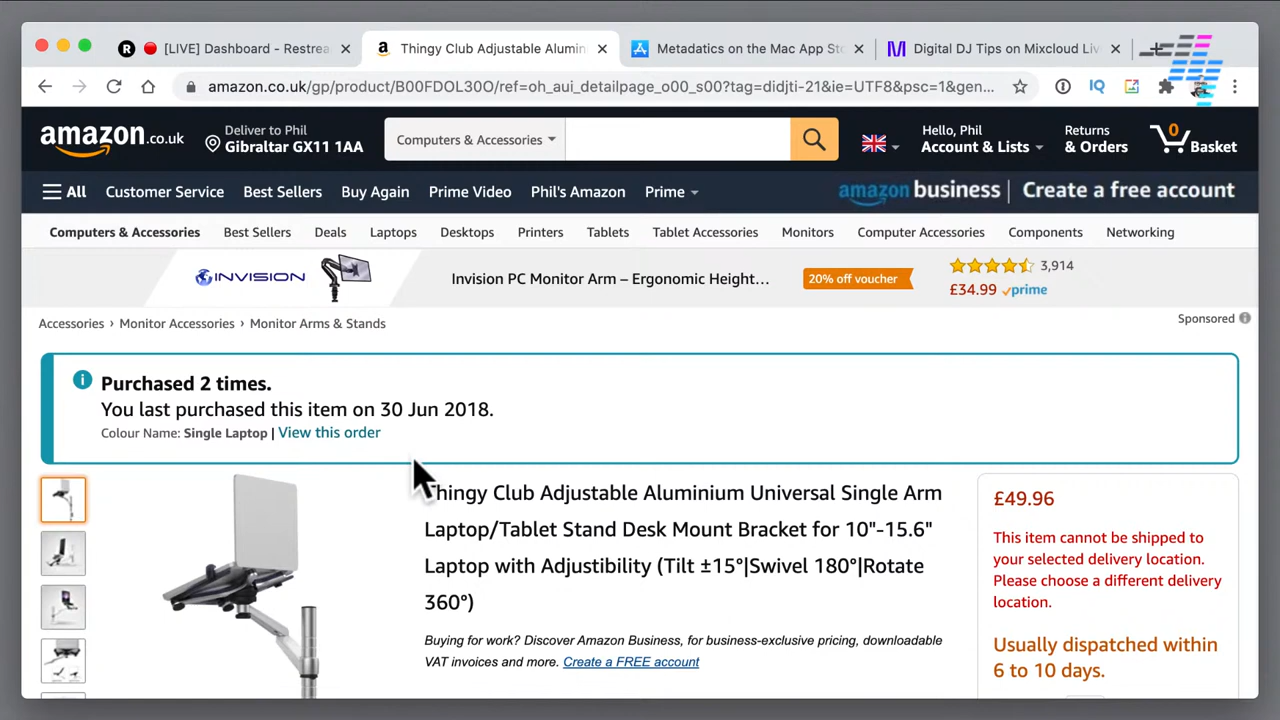 R [LIVE] Dashboard - Restrea
a Thingy Club Adjustable Alumin
Metadatics on the Mac App Sto
Digital DJ Tips on Mixcloud Live
amazon.co.uk/gp/product/B00FDOL30O/ref=oh_aui_detailpage_o00_s00?tag=didjti-21&ie=UTF8&psc=1&gen...
IQ
amazon.co.uk
Deliver to Phil
Gibraltar GX11 1AA
Computers & Accessories
Hello, Phil
Account & Lists
Returns
& Orders
0
Basket
All
Customer Service
Best Sellers
Buy Again
Prime Video
Phil's Amazon
Prime
amazon business | Create a free account
Computers & Accessories
Best Sellers
Deals
Laptops
Desktops
Printers
Tablets
Tablet Accessories
Monitors
Computer Accessories
Components
Networking
INVISION
Invision PC Monitor Arm – Ergonomic Height...
20% off voucher
3,914
£34.99 prime
Accessories › Monitor Accessories › Monitor Arms & Stands
Sponsored
Purchased 2 times.
You last purchased this item on 30 Jun 2018.
Colour Name: Single Laptop | View this order
Thingy Club Adjustable Aluminium Universal Single Arm
Laptop/Tablet Stand Desk Mount Bracket for 10"-15.6"
Laptop with Adjustibility (Tilt ±15°|Swivel 180°|Rotate
360°)
Buying for work? Discover Amazon Business, for business-exclusive pricing, downloadable
VAT invoices and more. Create a FREE account
£49.96
This item cannot be shipped to
your selected delivery location.
Please choose a different delivery
location.
Usually dispatched within
6 to 10 days.